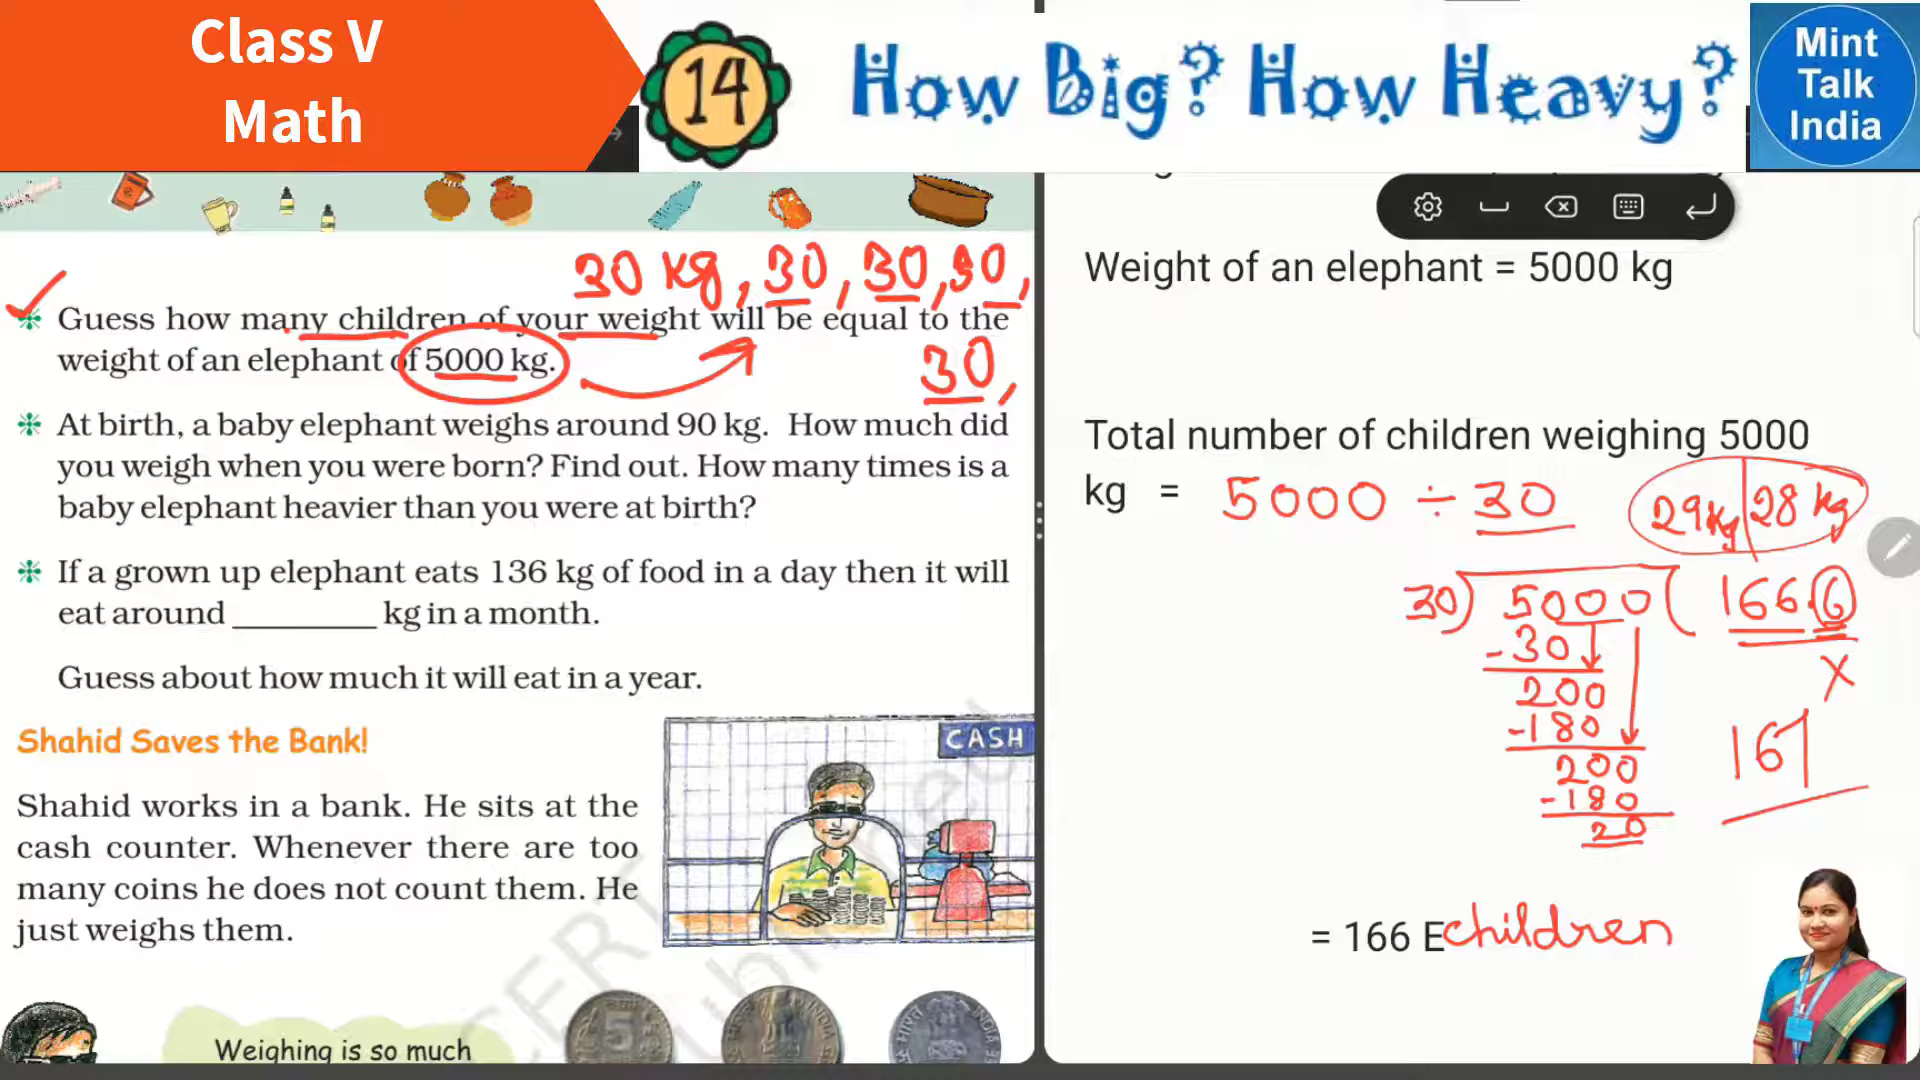 Class V
Math
14
How Big? How Heavy?
Mint
Talk
India
30 kg, 30, 30, 30,
Guess how many children of your weight will be equal to the
weight of an elephant of 5000 kg.
30,
At birth, a baby elephant weighs around 90 kg. How much did
you weigh when you were born? Find out. How many times is a
baby elephant heavier than you were at birth?
If a grown up elephant eats 136 kg of food in a day then it will
eat around ________ kg in a month.
Guess about how much it will eat in a year.
Shahid Saves the Bank!
CASH
Shahid works in a bank. He sits at the
cash counter. Whenever there are too
many coins he does not count them. He
just weighs them.
Weighing is so much
5
Weight of an elephant = 5000 kg
Total number of children weighing 5000
kg = 5000 ÷ 30
29 kg 28 kg
30) 5000 ( 166.6
-30
200
X
-180
167
200
-180
20
= 166 E children